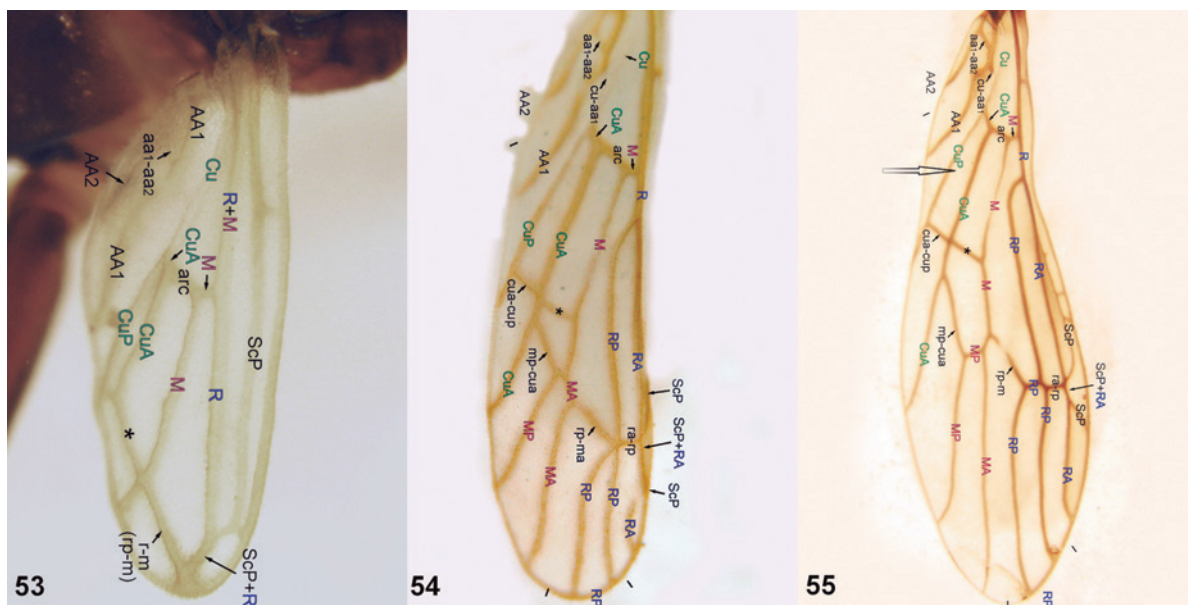 AA1
aa1-aa2
AA2
Cu
R+M
CuA
M
arc
AA1
CuP
CuA
M
R
ScP
*
r-m
(rp-m)
ScP+R
53
aa1-aa2
Cu
cu-aa1
AA2
CuA
M
arc
AA1
R
CuP
CuA
M
cua-cup
*
RP
RA
mp-cua
ScP
CuA
MA
MP
rp-ma
ra-rp
ScP+RA
MA
RP
RP
ScP
RA
RP
54
aa1-aa2
Cu
cu-aa1
AA2
CuA
M
arc
AA1
R
CuP
CuA
M
cua-cup
*
RP
RA
M
ScP
mp-cua
CuA
MP
rp-m
RP
ra-rp
ScP+RA
RP
ScP
MP
MA
RP
RA
RP
55